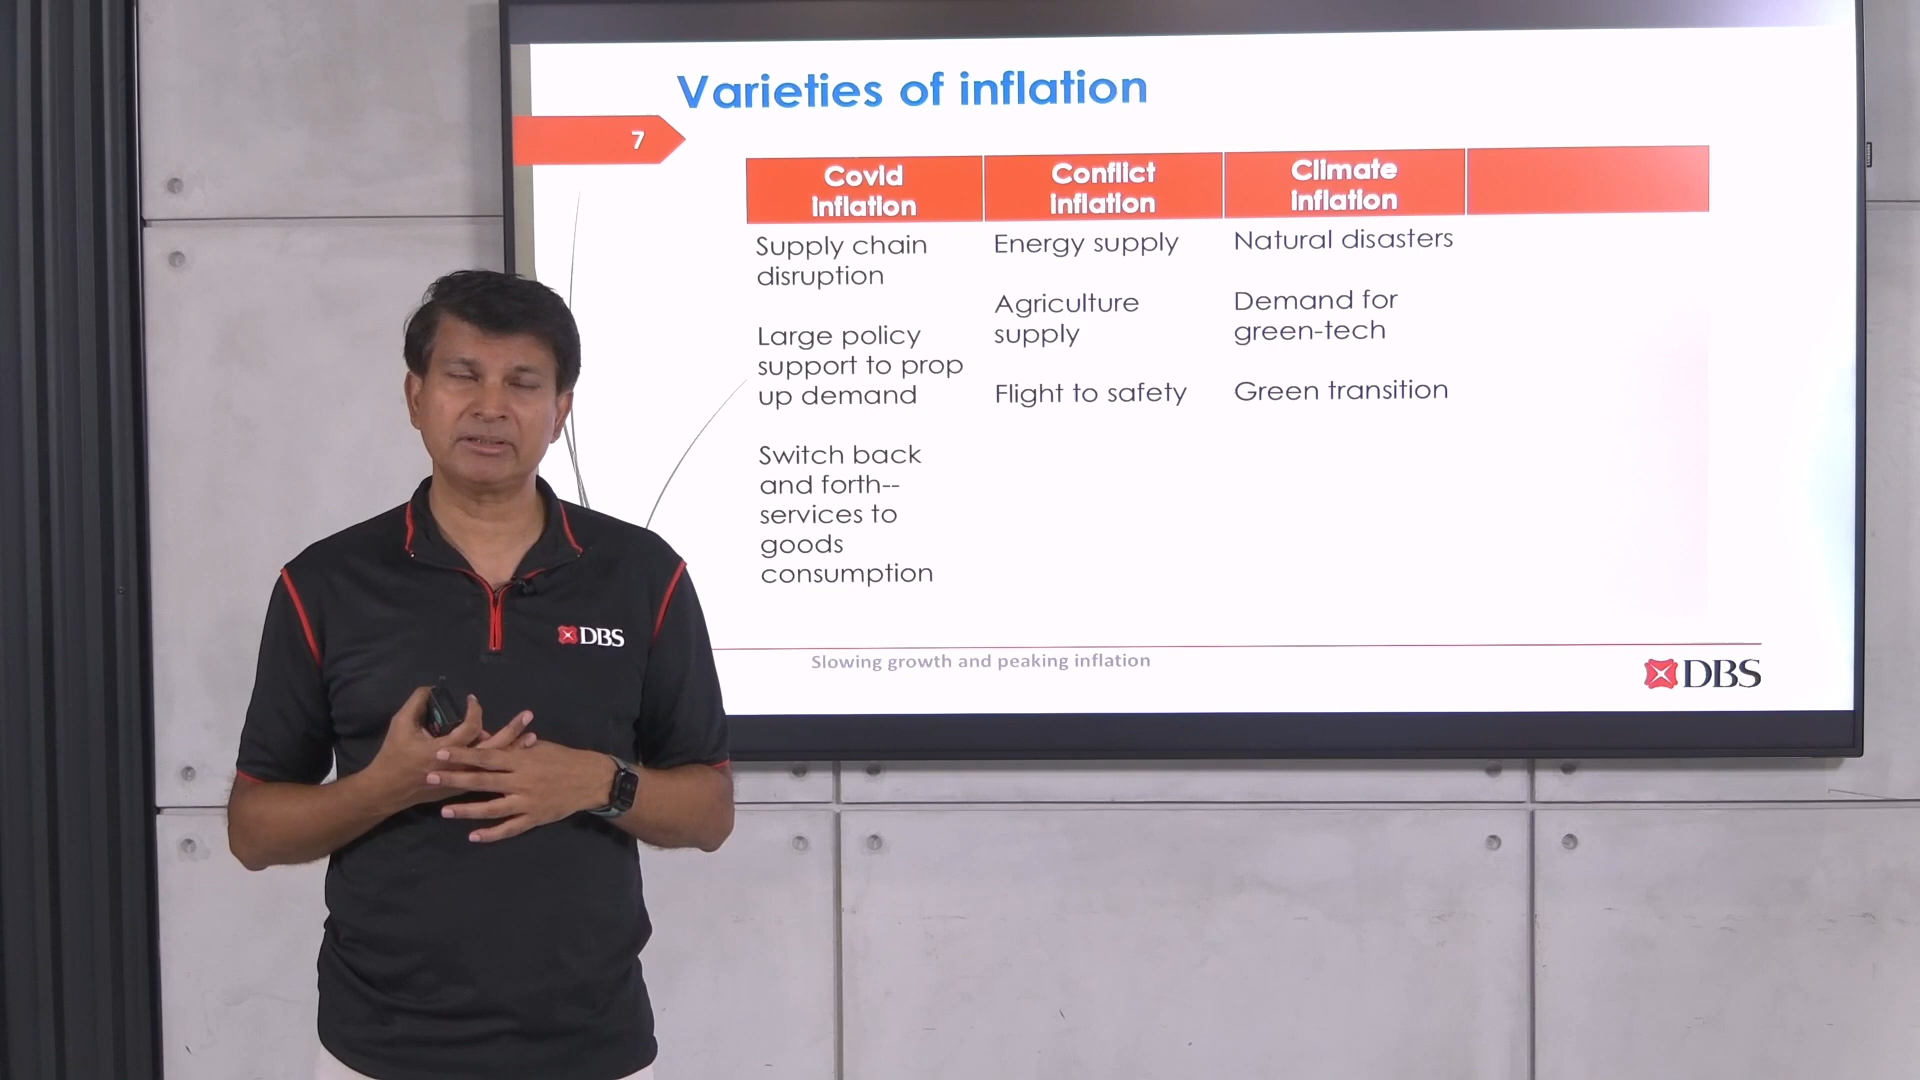 Varieties of inflation
7
Covid
inflation
Conflict
inflation
Climate
inflation
Supply chain
disruption
Large policy
support to prop
up demand
Switch back
and forth--
services to
goods
consumption
Energy supply
Agriculture
supply
Flight to safety
Natural disasters
Demand for
green-tech
Green transition
Slowing growth and peaking inflation
DBS
DBS